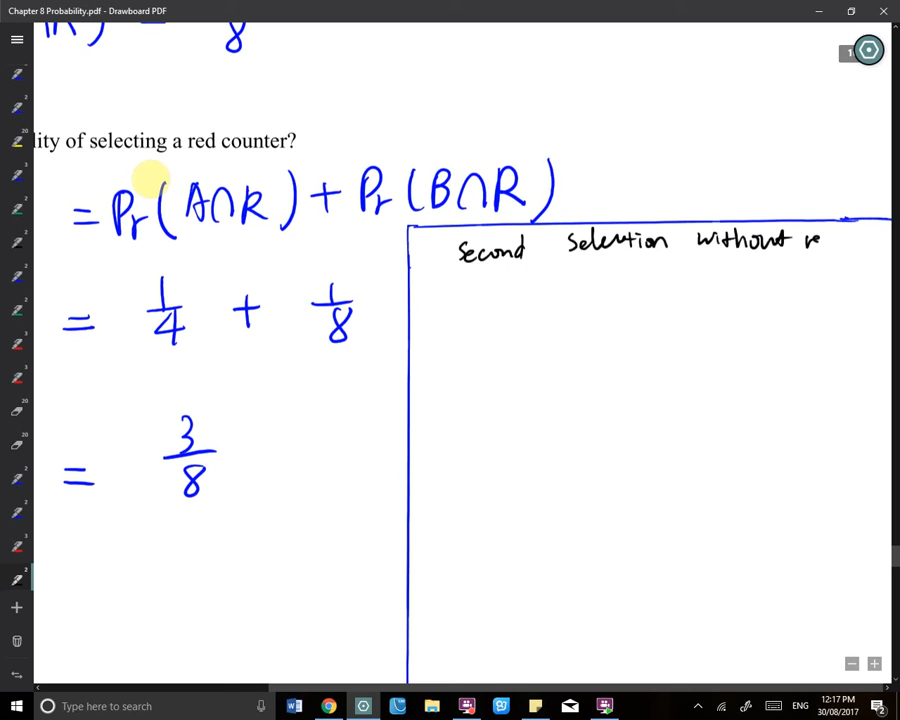 Chapter 8 Probability.pdf - Drawboard PDF
8
lity of selecting a red counter?
= Pr(A∩R) + Pr(B∩R)
second selection without re
= 1/4 + 1/8
= 3/8
Type here to search
ENG
12:17 PM
30/08/2017